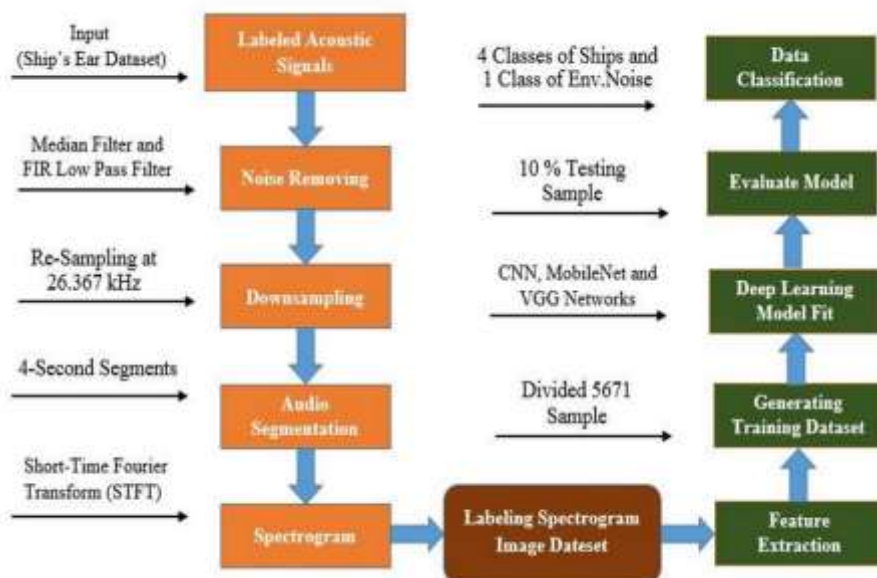 Input
(Ship's Ear Dataset)
Labeled Acoustic
Signals
Median Filter and
FIR Low Pass Filter
Noise Removing
Re-Sampling at
26.367 kHz
Downsampling
4-Second Segments
Audio
Segmentation
Short-Time Fourier
Transform (STFT)
Spectrogram
Labeling Spectrogram
Image Dateset
Feature
Extraction
Divided 5671
Sample
Generating
Training Dataset
CNN, MobileNet and
VGG Networks
Deep Learning
Model Fit
10 % Testing
Sample
Evaluate Model
4 Classes of Ships and
1 Class of Env.Noise
Data
Classification